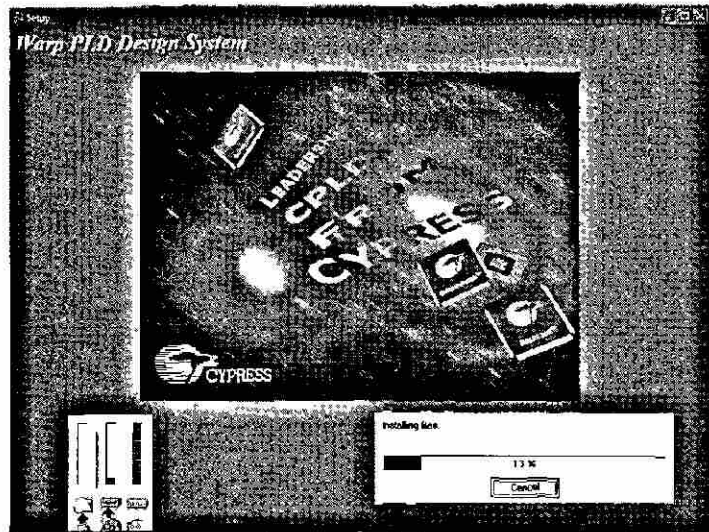 Setup
Warp PLD Design System
LEADERSHIP
CPLD
FROM
CYPRESS
CYPRESS
Installing files
13 %
Cancel